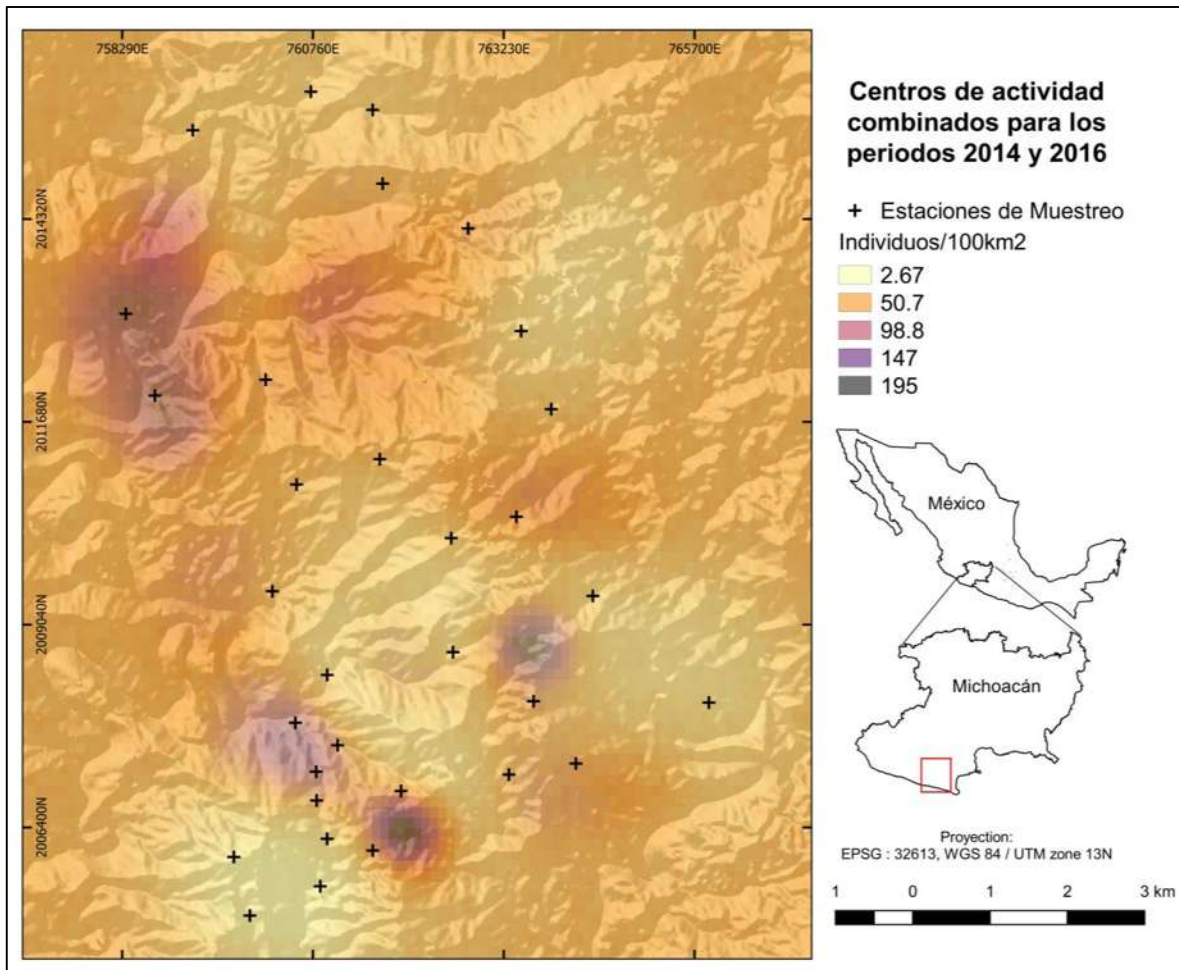 758290E
760760E
763230E
765700E
2014320N
2011680N
2009040N
2006400N
Centros de actividad
combinados para los
periodos 2014 y 2016
+ Estaciones de Muestreo
Individuos/100km2
2.67
50.7
98.8
147
195
México
Michoacán
Proyection:
EPSG : 32613, WGS 84 / UTM zone 13N
1 0 1 2 3 km